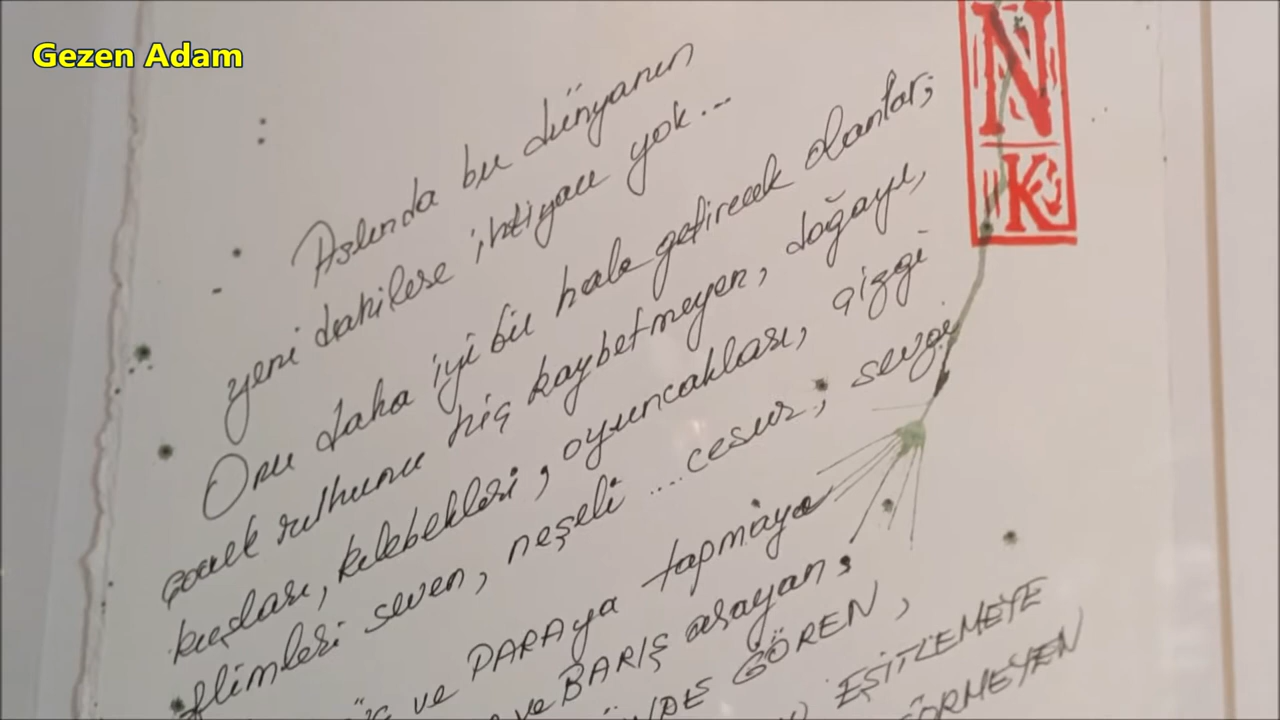 Gezen Adam
N
K
Aslında bu dünyanın
yeni dahilere ihtiyacı yok...
Onu daha iyi bir hale getirecek olanlar;
çocuk ruhunu hiç kaybetmeyen, doğayı,
kuşları, kelebekleri, oyuncakları, çizgi
filmleri seven, neşeli ....cesur, sevgi
ve PARAya tapmaya
ve BARIŞ arayan,
GÖREN,
EŞİTLEMEYE
GÖRMEYEN